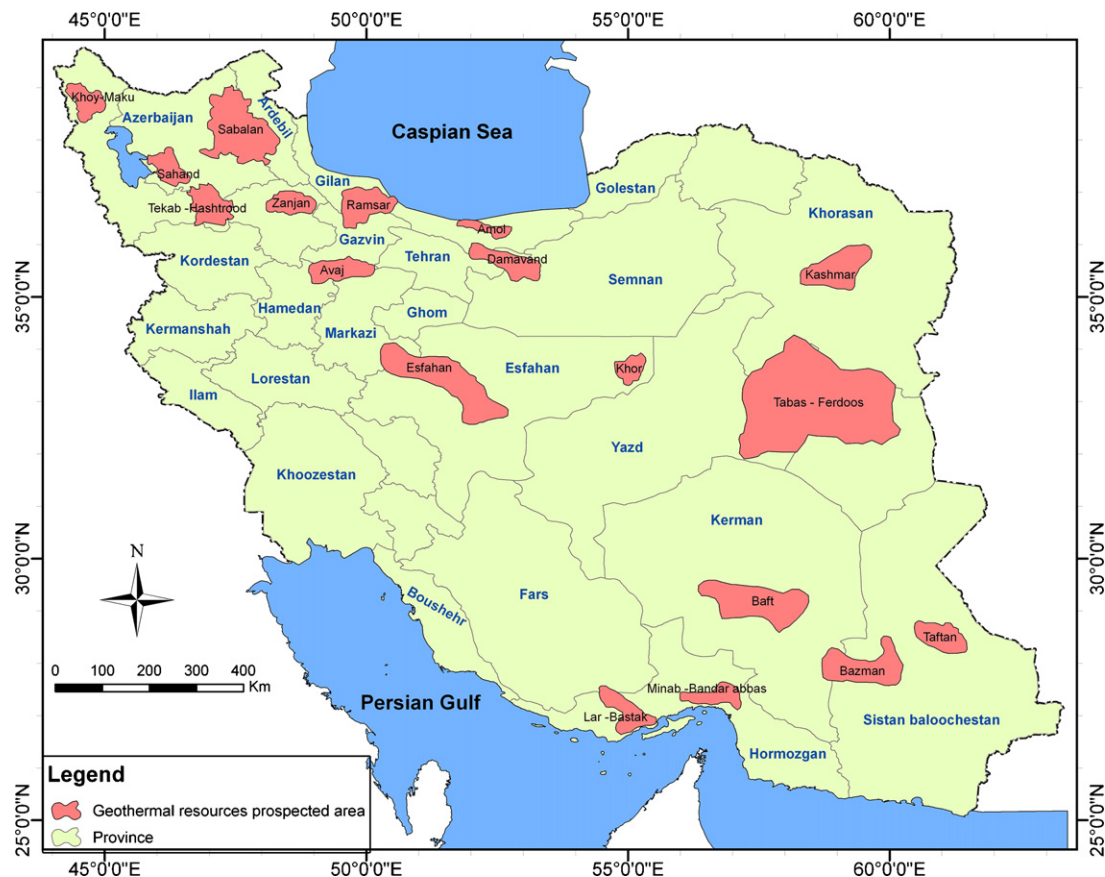 45°0'0"E 50°0'0"E 55°0'0"E 60°0'0"E
Khoy-Maku
Azerbaijan
Ardebil
Sabalan
Caspian Sea
Sahand
Gilan
Golestan
Tekab -Hashtrood
Zanjan
Ramsar
Khorasan
Amol
Gazvin
Kordestan
Tehran
Damavand
Avaj
Semnan
Kashmar
35°0'0"N 35°0'0"N
Hamedan
Ghom
Kermanshah
Markazi
Esfahan
Esfahan
Khor
Lorestan
Ilam
Tabas - Ferdoos
Yazd
Khoozestan
Kerman
N
30°0'0"N 30°0'0"N
Boushehr
Fars
Baft
Taftan
0 100 200 300 400
Km
Bazman
Minab -Bandar abbas
Persian Gulf
Lar -Bastak
Sistan baloochestan
Hormozgan
Legend
Geothermal resources prospected area
Province
25°0'0"N 25°0'0"N
45°0'0"E 50°0'0"E 55°0'0"E 60°0'0"E